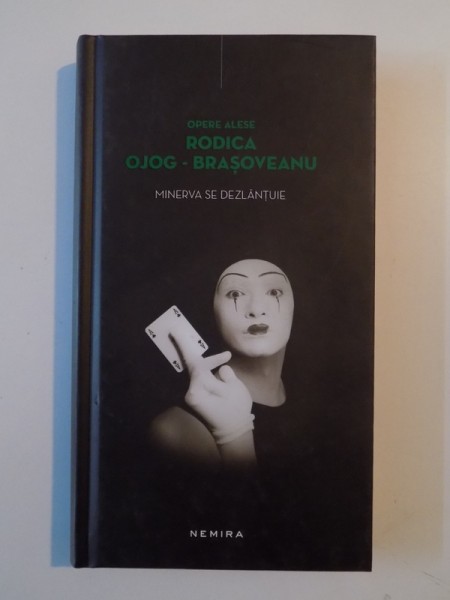 OPERE ALESE
RODICA
OJOG - BRAȘOVEANU
MINERVA SE DEZLĂNȚUIE
NEMIRA